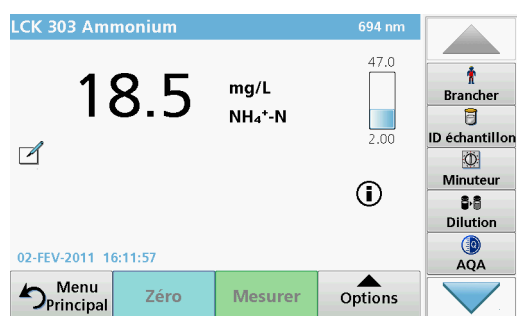 LCK 303 Ammonium 694 nm
47.0
18.5 mg/L
NH₄⁺-N
2.00
02-FEV-2011 16:11:57
Menu Principal
Zéro
Mesurer
Options
Brancher
ID échantillon
Minuteur
Dilution
AQA